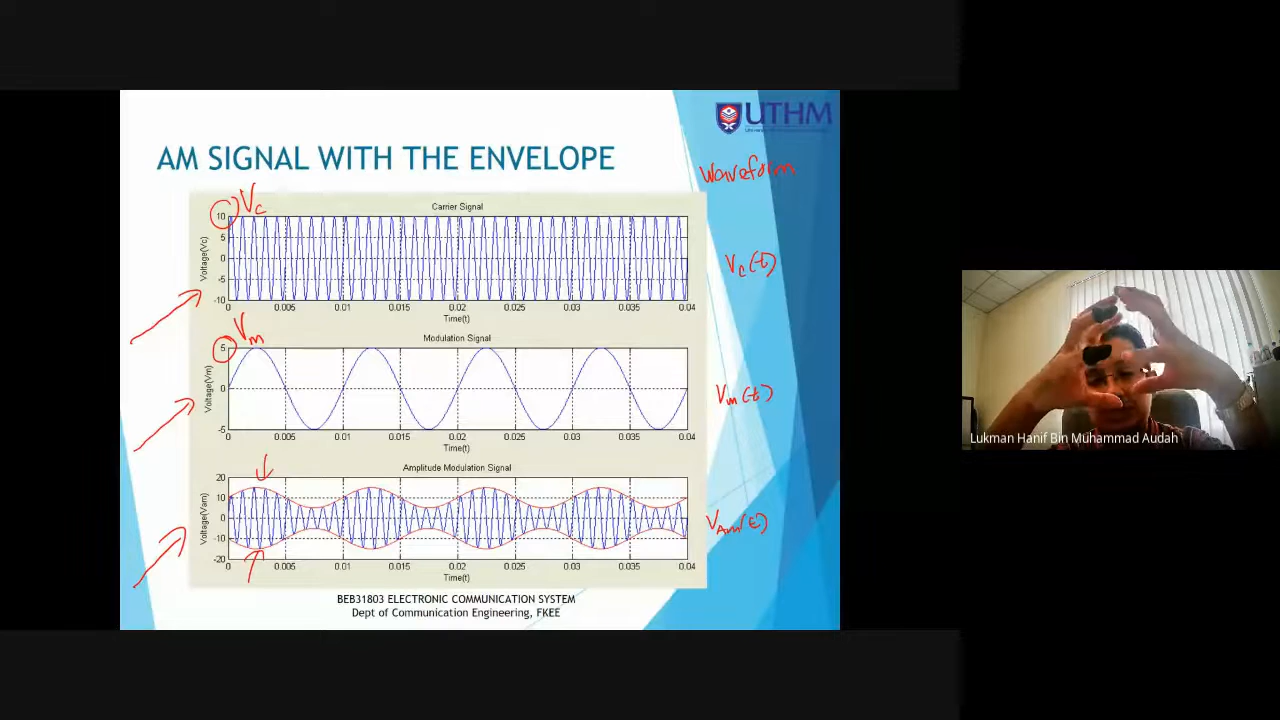 UTHM
AM SIGNAL WITH THE ENVELOPE
Waveform
Vc
Carrier Signal
10
5
0
-5
-10
Voltage(Vc)
Vc(t)
0 0.005 0.01 0.015 0.02 0.025 0.03 0.035 0.04
Time(t)
Vm
Modulation Signal
5
0
-5
Voltage(Vm)
Vm(t)
0 0.005 0.01 0.015 0.02 0.025 0.03 0.035 0.04
Time(t)
Amplitude Modulation Signal
20
10
0
-10
-20
Voltage(Vam)
VAm(t)
0 0.005 0.01 0.015 0.02 0.025 0.03 0.035 0.04
Time(t)
BEB31803 ELECTRONIC COMMUNICATION SYSTEM
Dept of Communication Engineering, FKEE
Lukman Hanif Bin Muhammad Audah